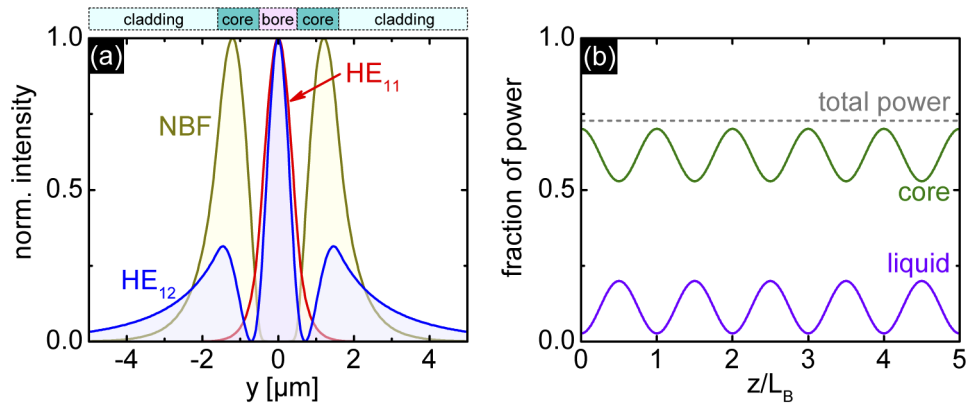 cladding core bore core cladding
(a)
HE11
NBF
HE12
norm. intensity
1.0
0.5
0.0
-4 -2 0 2 4
y [µm]
(b)
total power
core
liquid
fraction of power
1.0
0.5
0.0
0 1 2 3 4 5
z/LB